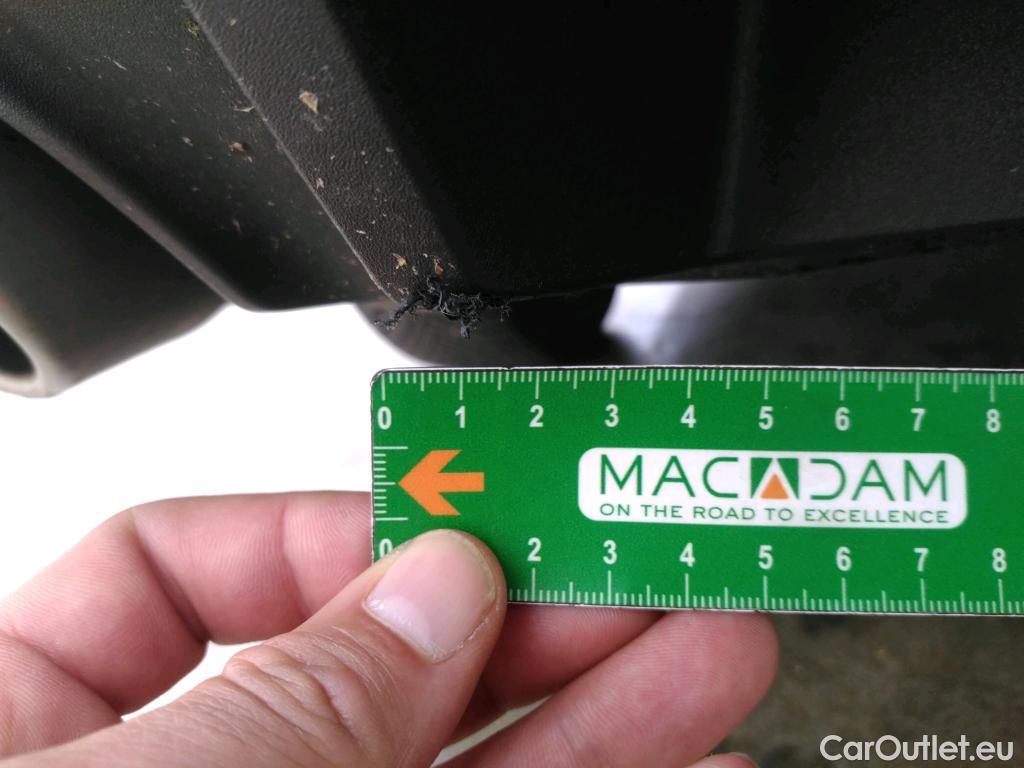 0 1 2 3 4 5 6 7 8
MACADAM
ON THE ROAD TO EXCELLENCE
0 2 3 4 5 6 7 8
CarOutlet.eu